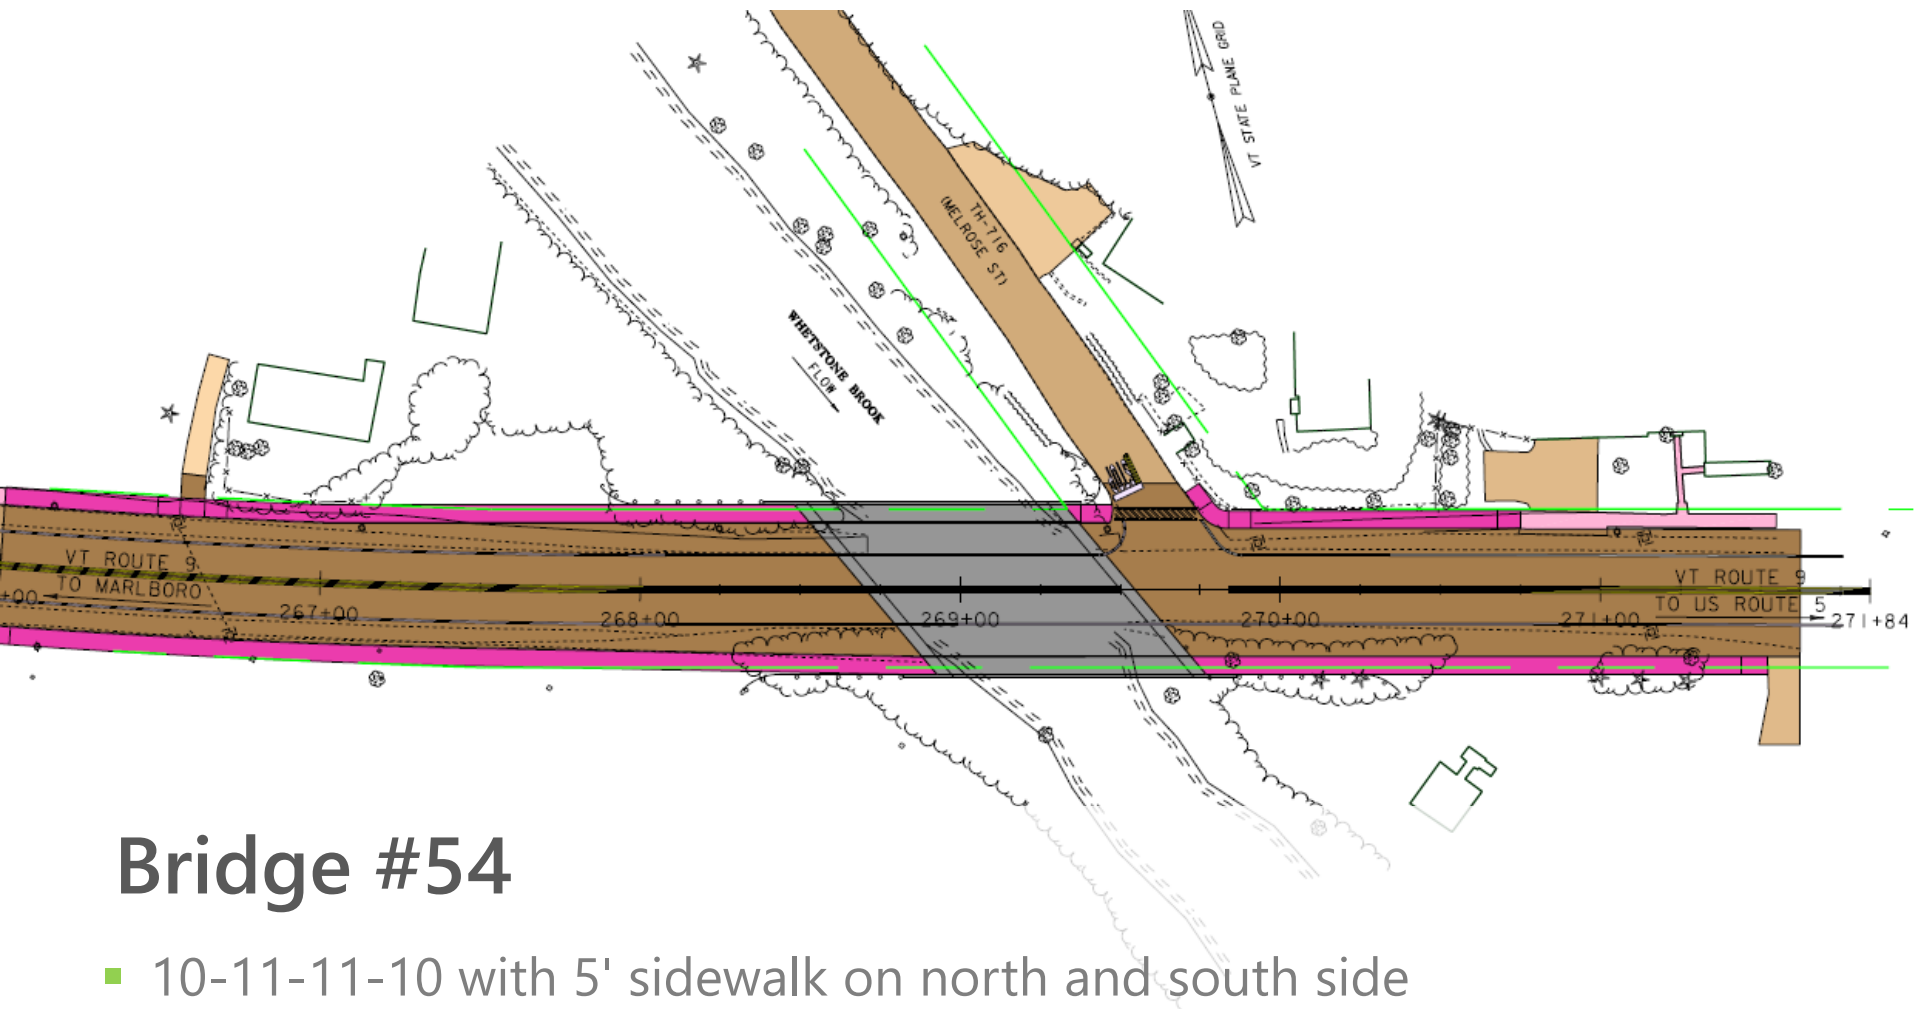 VT STATE PLANE GRID
TH-716
(MELROSE ST)
WHETSTONE BROOK
FLOW
VT ROUTE 9
TO MARLBORO
+00
267+00
268+00
269+00
270+00
271+00
VT ROUTE 9
TO US ROUTE 5
271+84
Bridge #54
▪ 10-11-11-10 with 5' sidewalk on north and south side